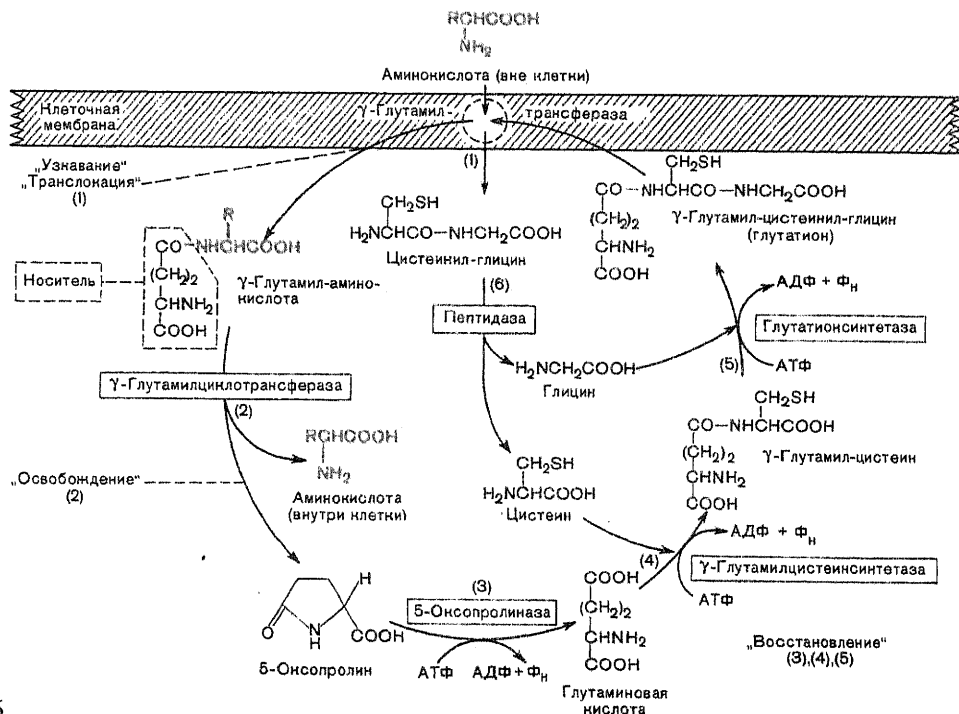 RCHCOOH
NH₂
Аминокислота (вне клетки)
Клеточная
мембрана
γ-Глутамил-
трансфераза
„Узнавание“
„Транслокация“
(1)
(1)
CH₂SH
CO—NHCHCO—NHCH₂COOH
(CH₂)₂
CHNH₂
COOH
γ-Глутамил-цистеинил-глицин
(глутатион)
R
CO—NHCHCOOH
(CH₂)₂
CHNH₂
COOH
Носитель
γ-Глутамил-амино-
кислота
CH₂SH
H₂NCHCO—NHCH₂COOH
Цистеинил-глицин
(6)
Пептидаза
АДФ + Фн
Глутатионсинтетаза
(5)
АТФ
H₂NCH₂COOH
Глицин
γ-Глутамилциклотрансфераза
(2)
RCHCOOH
NH₂
Аминокислота
(внутри клетки)
„Освобождение“
(2)
CH₂SH
H₂NCHCOOH
Цистеин
CH₂SH
CO—NHCHCOOH
(CH₂)₂
CHNH₂
COOH
γ-Глутамил-цистеин
АДФ + Фн
(4)
γ-Глутамилцистеинсинтетаза
АТФ
H
O
N
H
COOH
5-Оксопролин
(3)
5-Оксопролиназа
АТФ
АДФ + Фн
COOH
(CH₂)₂
CHNH₂
COOH
Глутаминовая
кислота
„Восстановление“
(3),(4),(5)